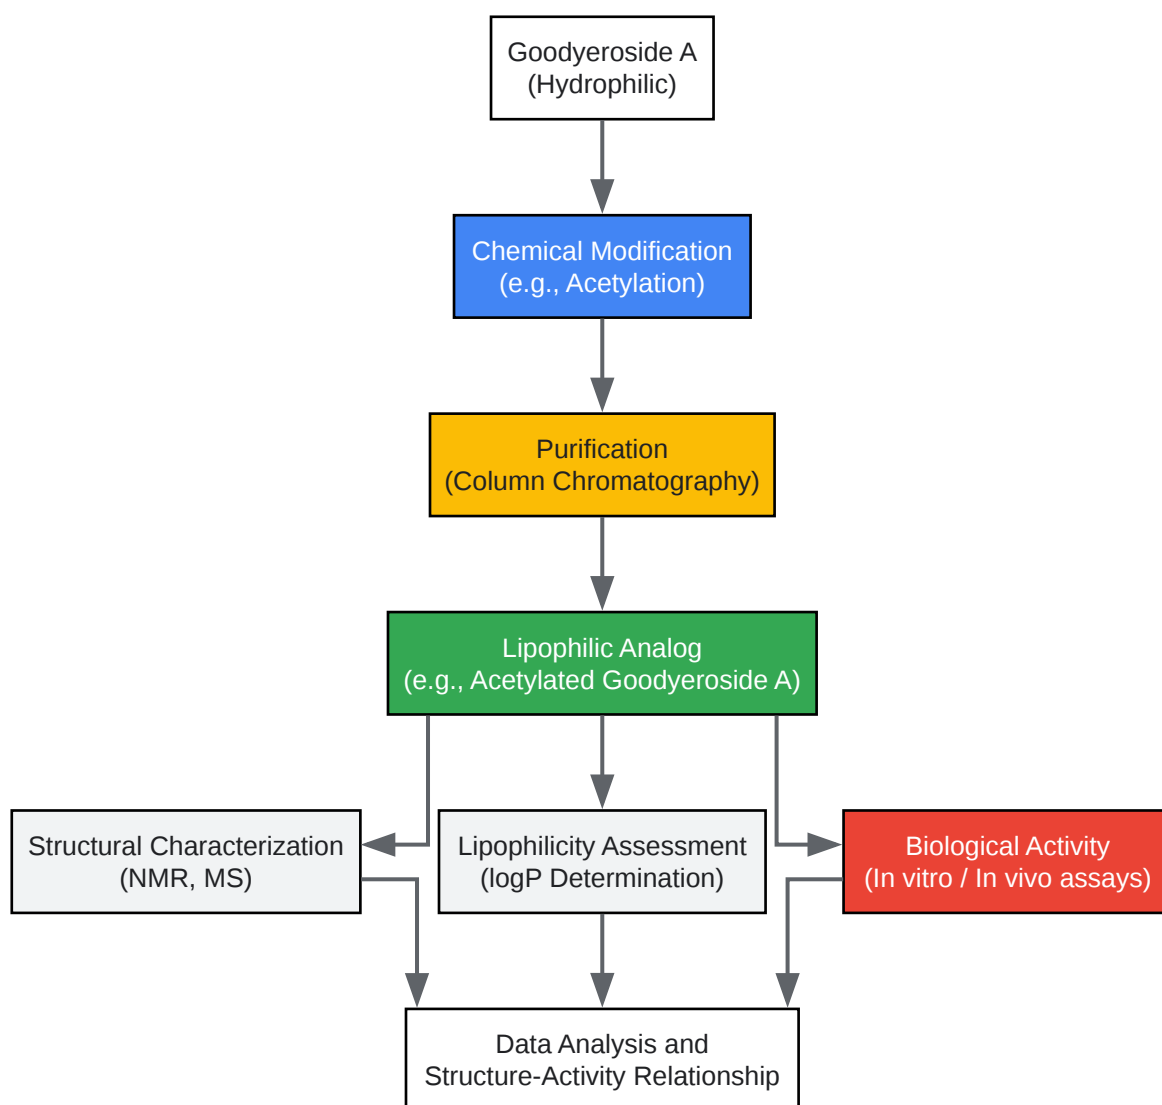 Goodyeroside A
(Hydrophilic)
Chemical Modification
(e.g., Acetylation)
Purification
(Column Chromatography)
Lipophilic Analog
(e.g., Acetylated Goodyeroside A)
Structural Characterization
(NMR, MS)
Lipophilicity Assessment
(logP Determination)
Biological Activity
(In vitro / In vivo assays)
Data Analysis and
Structure-Activity Relationship